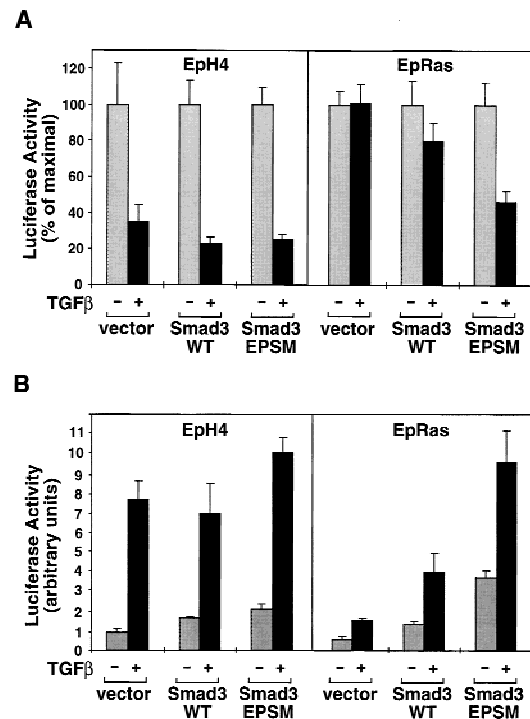 A
EpH4 EpRas
Luciferase Activity
(% of maximal)
120
100
80
60
40
20
0
TGFβ - + - + - + - + - + - +
vector Smad3 WT Smad3 EPSM vector Smad3 WT Smad3 EPSM
B
EpH4 EpRas
Luciferase Activity
(arbitrary units)
11
10
9
8
7
6
5
4
3
2
1
0
TGFβ - + - + - + - + - + - +
vector Smad3 WT Smad3 EPSM vector Smad3 WT Smad3 EPSM